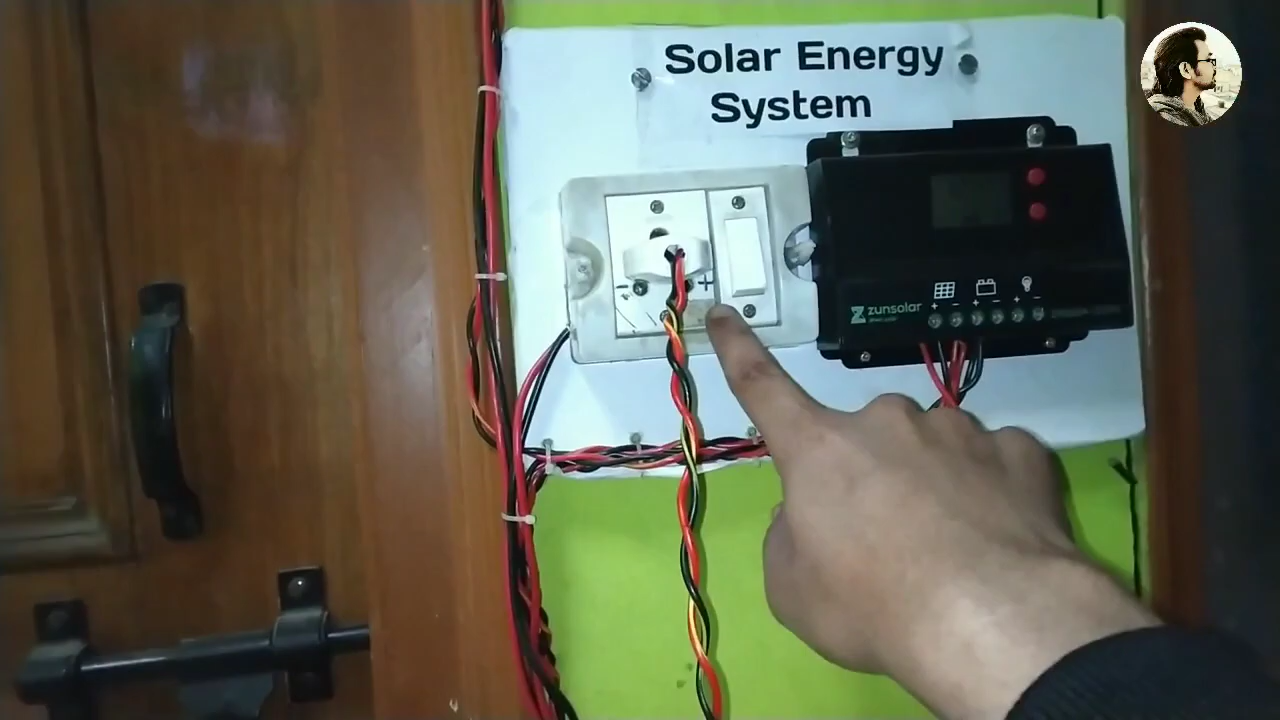 Solar Energy
System
zunsolar
+ - + - + -
- +